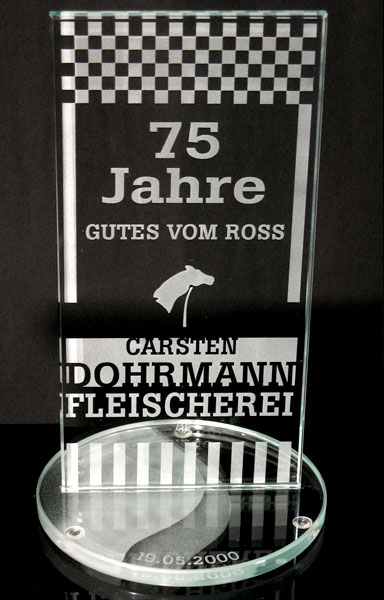 75
Jahre
GUTES VOM ROSS
CARSTEN
DOHRMANN
FLEISCHEREI
19.05.2000